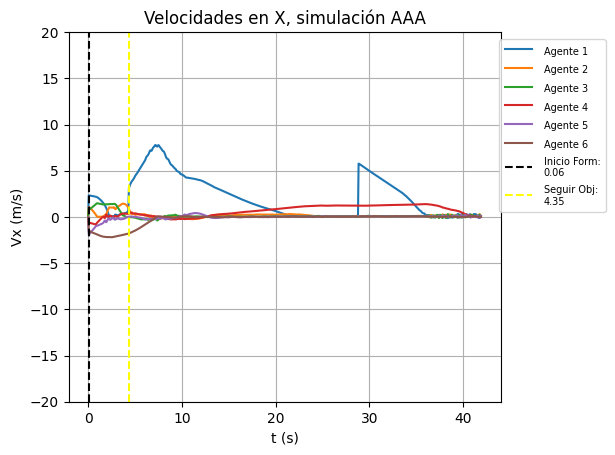 Velocidades en X, simulación AAA
Vx (m/s)
20
15
10
5
0
−5
−10
−15
−20
0
10
20
30
40
t (s)
Agente 1
Agente 2
Agente 3
Agente 4
Agente 5
Agente 6
Inicio Form:
0.06
Seguir Obj:
4.35